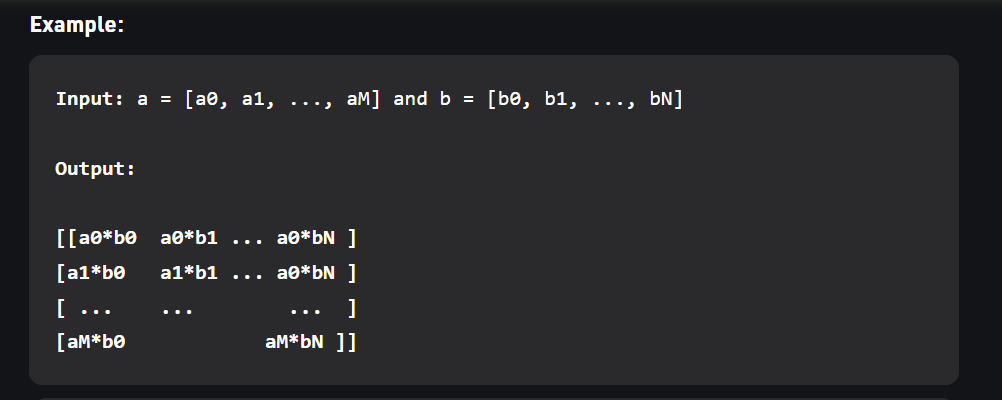 Example:
Input: a = [a0, a1, ..., aM] and b = [b0, b1, ..., bN]
Output:
[[a0*b0  a0*b1 ... a0*bN ]
[a1*b0   a1*b1 ... a0*bN ]
[ ...    ...        ...  ]
[aM*b0            aM*bN ]]